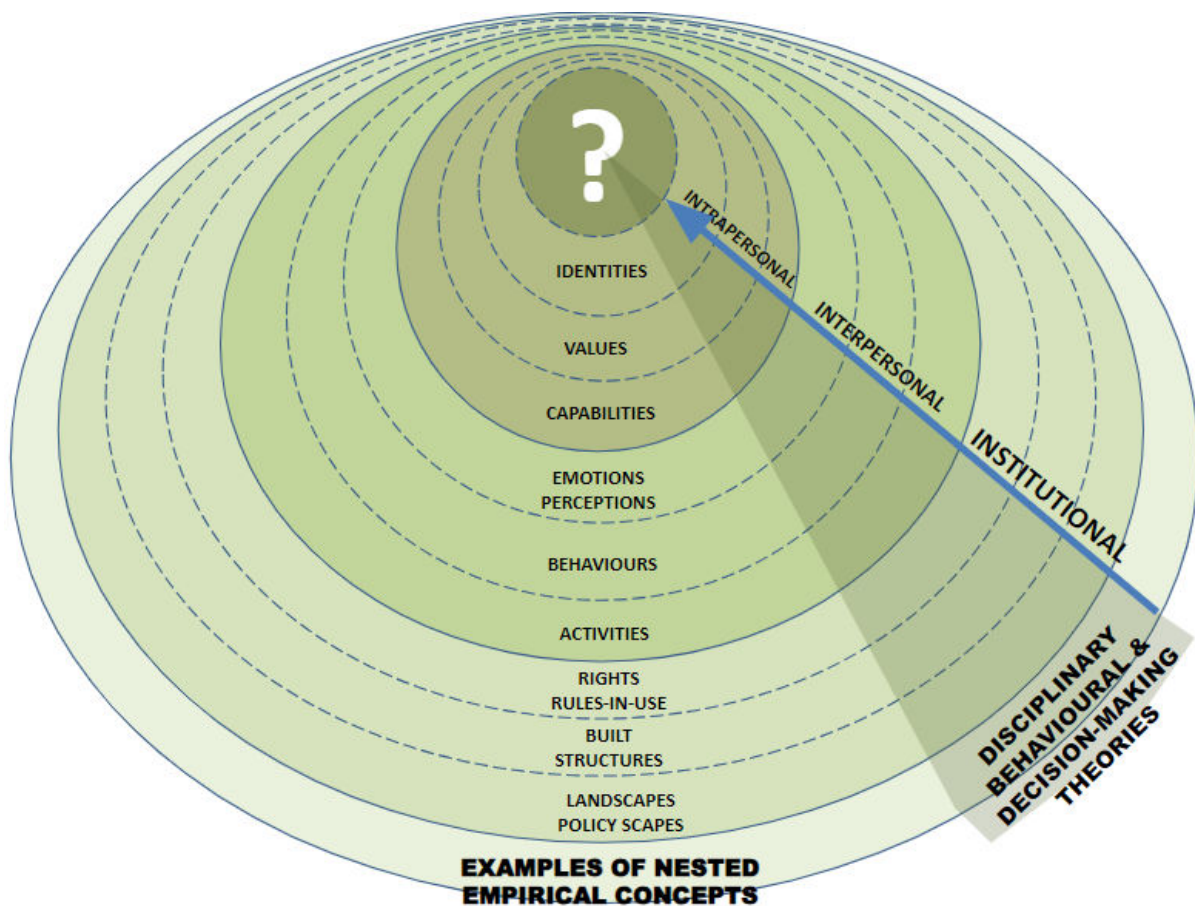 ?
IDENTITIES
VALUES
CAPABILITIES
EMOTIONS
PERCEPTIONS
BEHAVIOURS
ACTIVITIES
RIGHTS
RULES-IN-USE
BUILT
STRUCTURES
LANDSCAPES
POLICY SCAPES
EXAMPLES OF NESTED
EMPIRICAL CONCEPTS
INTRAPERSONAL
INTERPERSONAL
INSTITUTIONAL
DISCIPLINARY
BEHAVIOURAL &
DECISION-MAKING
THEORIES